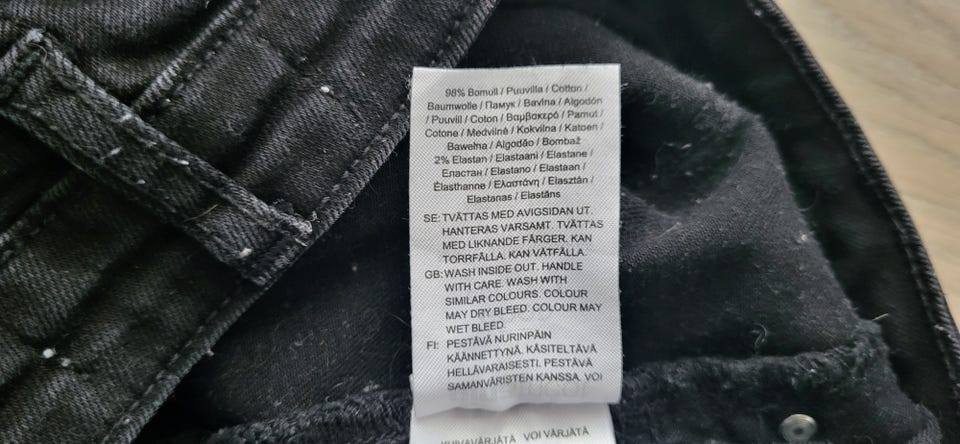 98% Bomull / Puuvilla / Cotton /
Baumwolle / Памук / Bavlna / Algodón
/ Puuvill / Coton / Βαμβακερό / Pamut /
Cotone / Medvilnė / Kokvilna / Katoen /
Bawełna / Algodão / Bombaž
2% Elastan / Elastaani / Elastane /
Еластан / Elastano / Elastaan /
Élasthanne / Ελαστάνη / Elasztán /
Elastanas / Elastāns
SE: TVÄTTAS MED AVIGSIDAN UT.
HANTERAS VARSAMT. TVÄTTAS
MED LIKNANDE FÄRGER. KAN
TORRFÄLLA. KAN VÄTFÄLLA.
GB: WASH INSIDE OUT. HANDLE
WITH CARE. WASH WITH
SIMILAR COLOURS. COLOUR
MAY DRY BLEED. COLOUR MAY
WET BLEED.
FI: PESTÄVÄ NURINPÄIN
KÄÄNNETTYNÄ. KÄSITELTÄVÄ
HELLÄVARAISESTI. PESTÄVÄ
SAMANVÄRISTEN KANSSA. VOI
KUIVAVÄRJÄTÄ VOI VÄRJÄTÄ